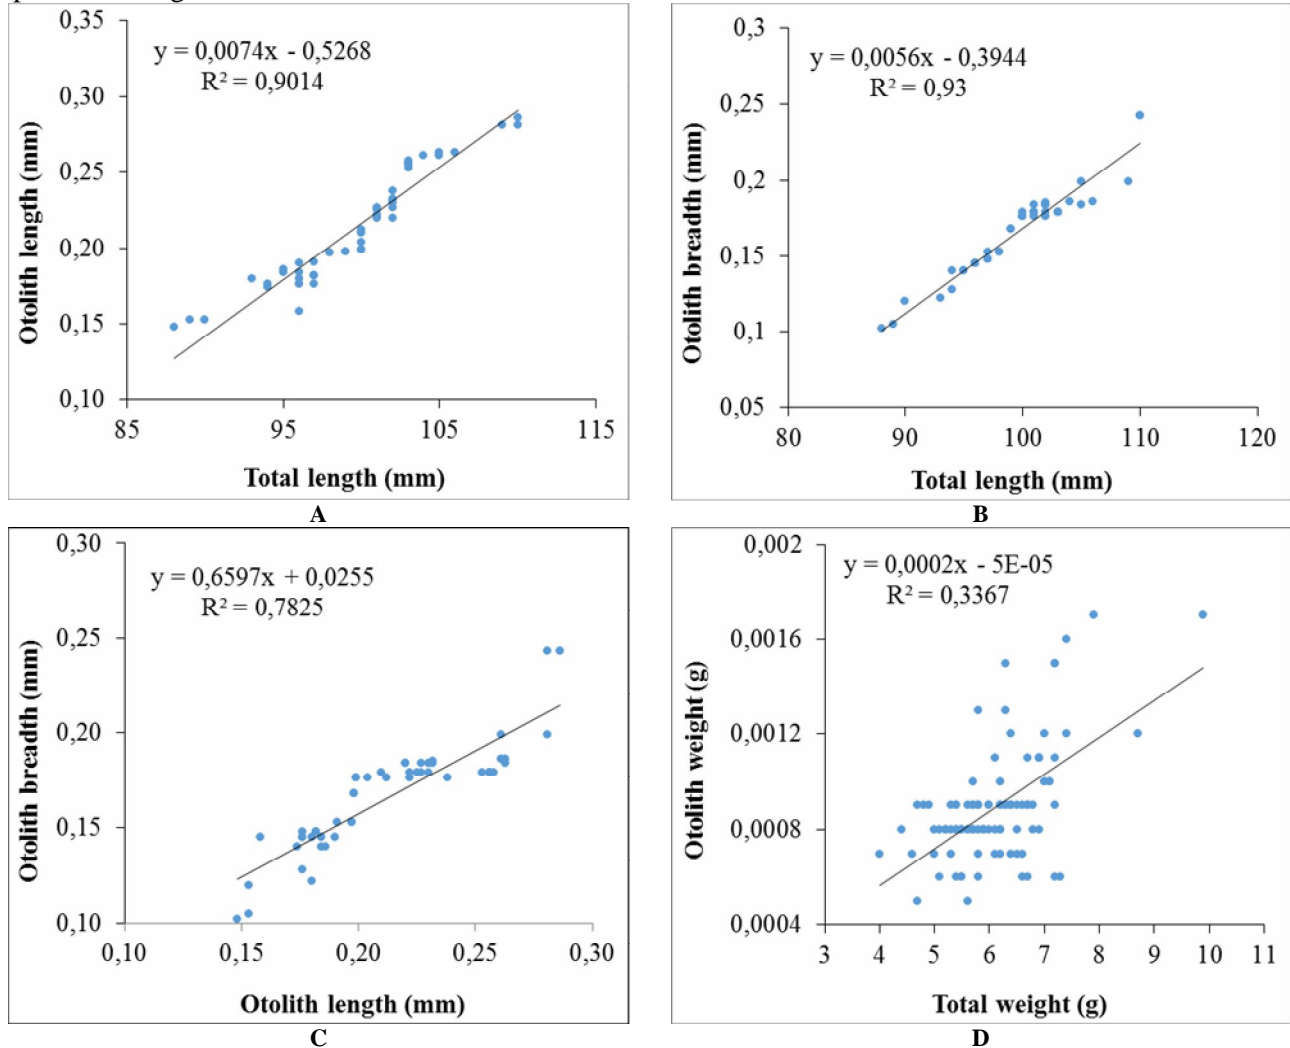 0,35
y = 0,0074x - 0,5268
R² = 0,9014
0,30
0,25
0,20
0,15
0,10
85 95 105 115
Otolith length (mm)
Total length (mm)
A
0,3
y = 0,0056x - 0,3944
R² = 0,93
0,25
0,2
0,15
0,1
0,05
80 90 100 110 120
Otolith breadth (mm)
Total length (mm)
B
0,30
y = 0,6597x + 0,0255
R² = 0,7825
0,25
0,20
0,15
0,10
0,10 0,15 0,20 0,25 0,30
Otolith breadth (mm)
Otolith length (mm)
C
0,002
y = 0,0002x - 5E-05
R² = 0,3367
0,0016
0,0012
0,0008
0,0004
3 4 5 6 7 8 9 10 11
Otolith weight (g)
Total weight (g)
D